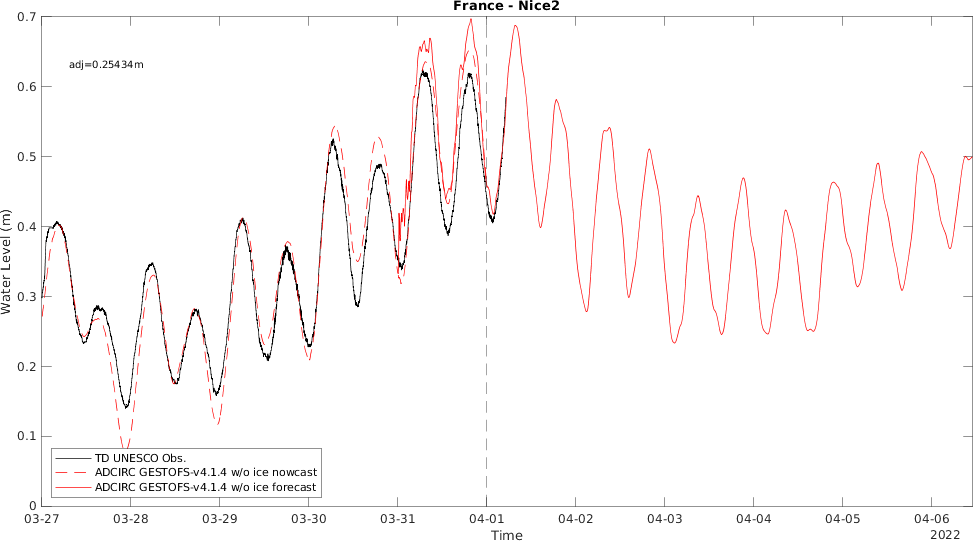 France - Nice2
adj=0.25434m
Water Level (m)
0.7
0.6
0.5
0.4
0.3
0.2
0.1
0
TD UNESCO Obs.
ADCIRC GESTOFS-v4.1.4 w/o ice nowcast
ADCIRC GESTOFS-v4.1.4 w/o ice forecast
03-27 03-28 03-29 03-30 03-31 04-01 04-02 04-03 04-04 04-05 04-06
Time
2022